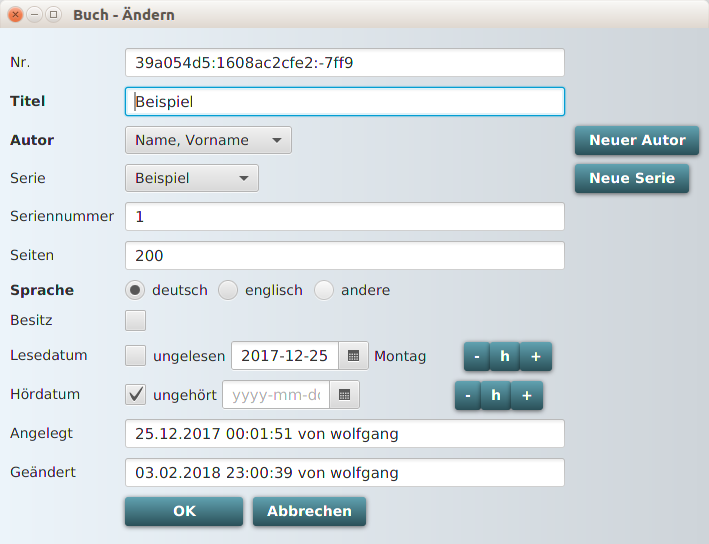 Buch - Ändern
Nr. 39a054d5:1608ac2cfe2:-7ff9
Titel Beispiel
Autor Name, Vorname Neuer Autor
Serie Beispiel Neue Serie
Seriennummer 1
Seiten 200
Sprache deutsch englisch andere
Besitz
Lesedatum ungelesen 2017-12-25 Montag - h +
Hördatum ungehört yyyy-mm-dd - h +
Angelegt 25.12.2017 00:01:51 von wolfgang
Geändert 03.02.2018 23:00:39 von wolfgang
OK Abbrechen